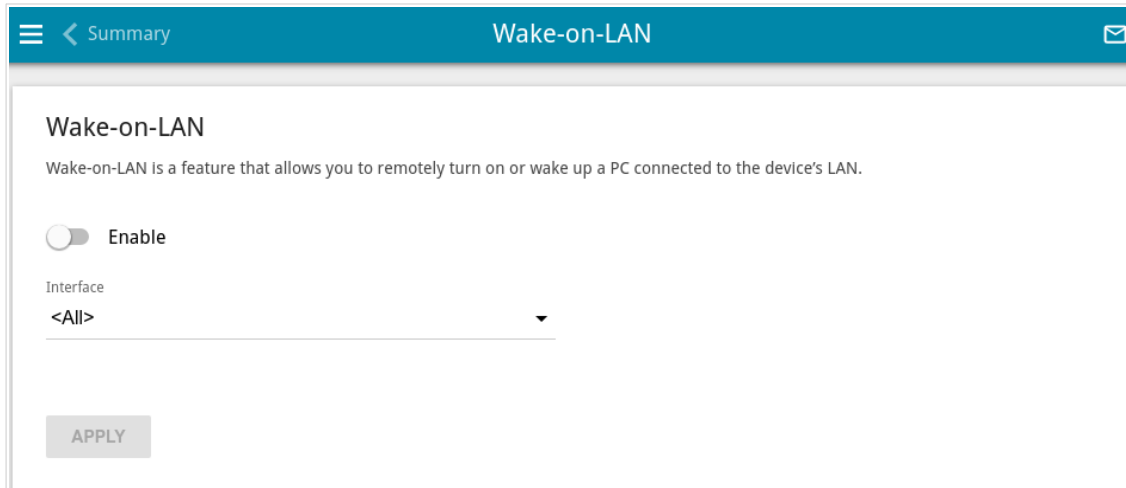 Summary
Wake-on-LAN
Wake-on-LAN
Wake-on-LAN is a feature that allows you to remotely turn on or wake up a PC connected to the device’s LAN.
Enable
Interface
<All>
APPLY